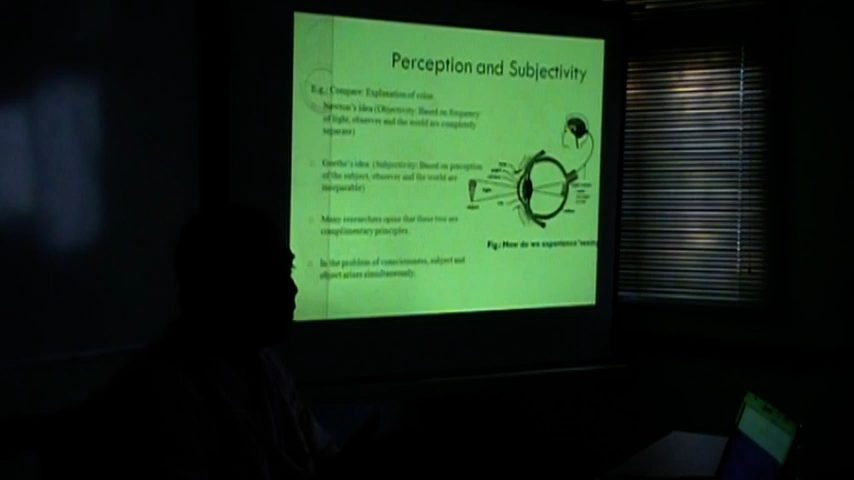 Perception and Subjectivity
E.g.: Compare: Explanation of color.
Newton's idea (Objectivity: Based on frequency
of light, observer and the world are completely
separate)
Goethe's idea (Subjectivity: Based on perception
of the subject, observer and the world are
inseparable)
Many researchers opine that these two are
complimentary principles.
In the problem of consciousness, subject and
object arises simultaneously.
Fig: How do we experience